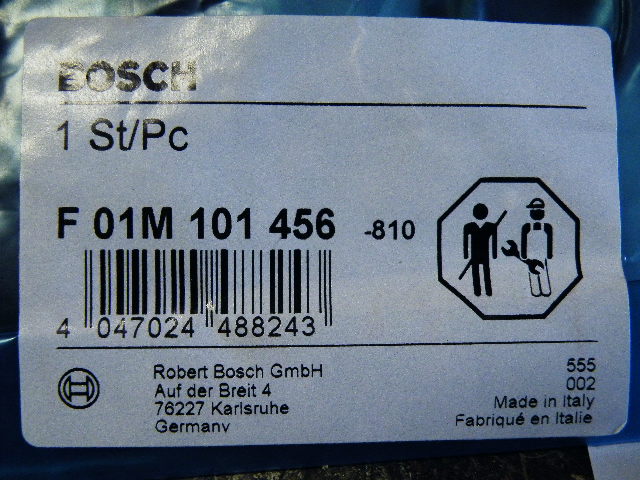 BOSCH
1 St/Pc
F 01M 101 456 -810
4 047024 488243
Robert Bosch GmbH
Auf der Breit 4
76227 Karlsruhe
Germany
555
002
Made in Italy
Fabriqué en Italie